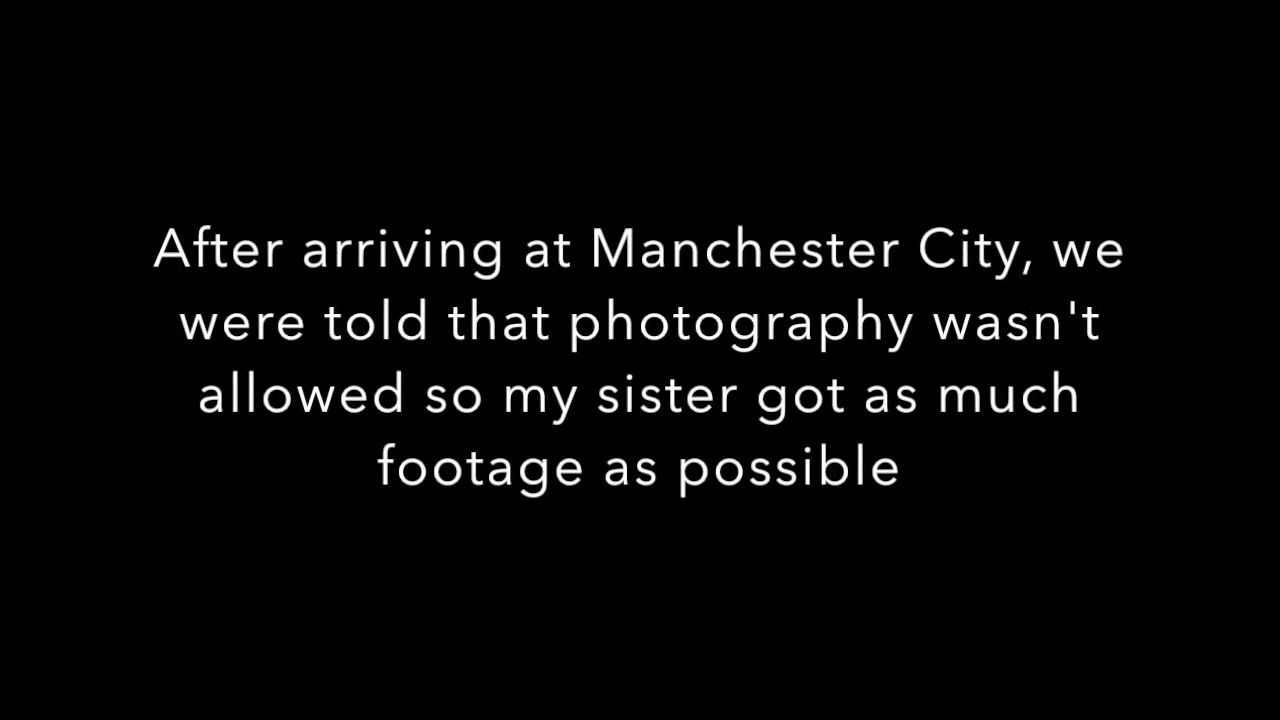 After arriving at Manchester City, we
were told that photography wasn't
allowed so my sister got as much
footage as possible